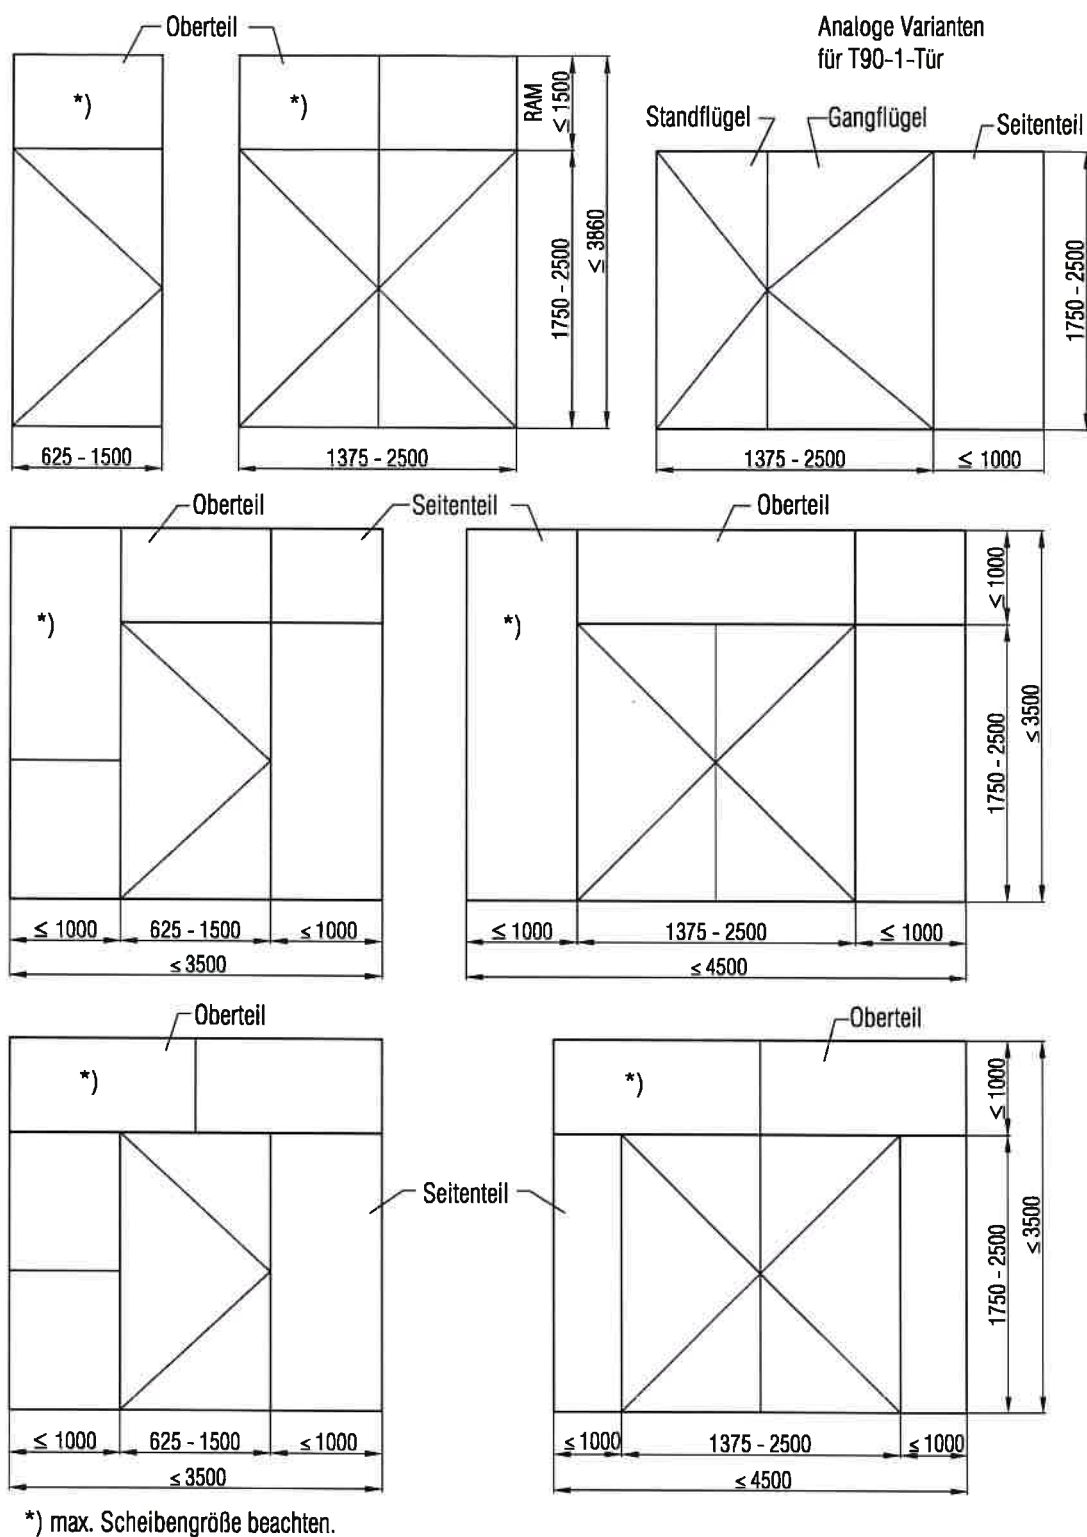 Oberteil
Analoge Varianten
für T90-1-Tür
*)
*)
RAM
≤ 1500
1750 - 2500
≤ 3860
Standflügel
Gangflügel
Seitenteil
1750 - 2500
625 - 1500
1375 - 2500
1375 - 2500
≤ 1000
Oberteil
Seitenteil
Oberteil
*)
*)
≤ 1000
1750 - 2500
≤ 3500
≤ 1000
625 - 1500
≤ 1000
≤ 3500
≤ 1000
1375 - 2500
≤ 1000
≤ 4500
Oberteil
Oberteil
*)
*)
≤ 1000
1750 - 2500
≤ 3500
Seitenteil
≤ 1000
625 - 1500
≤ 1000
≤ 3500
≤ 1000
1375 - 2500
≤ 1000
≤ 4500
*) max. Scheibengröße beachten.